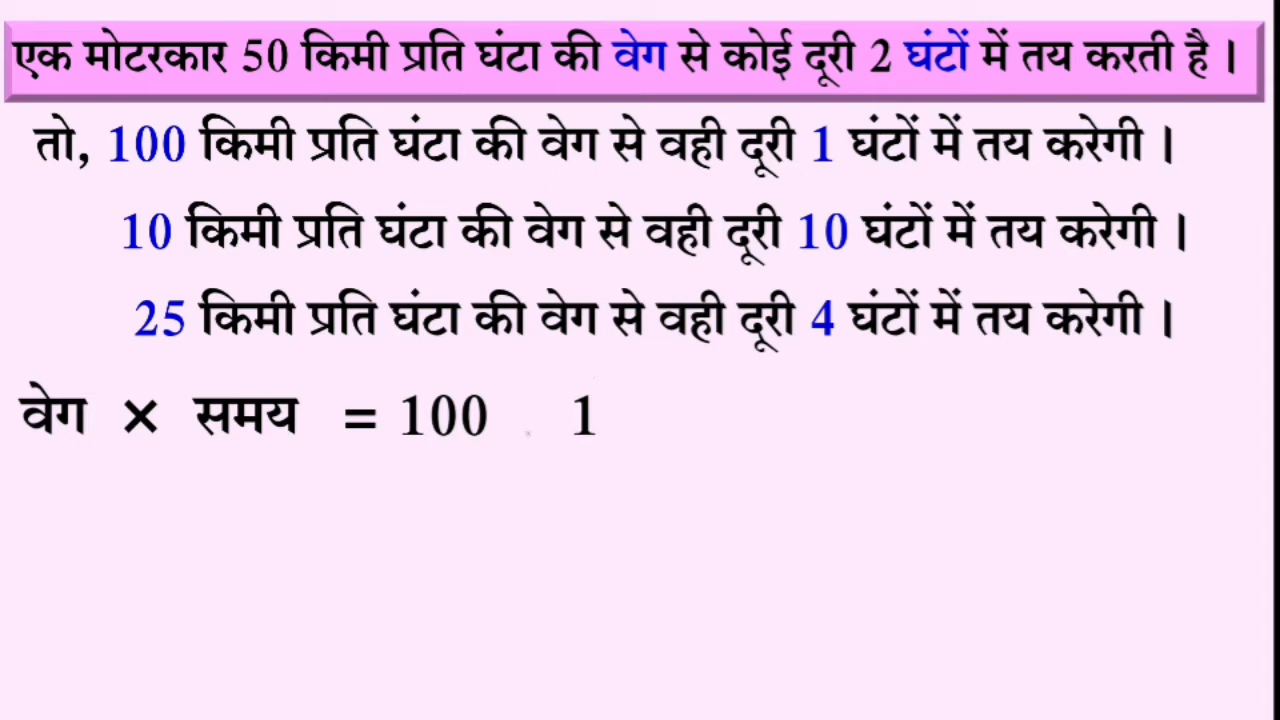 एक मोटरकार 50 किमी प्रति घंटा की वेग से कोई दूरी 2 घंटों में तय करती है ।
तो, 100 किमी प्रति घंटा की वेग से वही दूरी 1 घंटों में तय करेगी ।
10 किमी प्रति घंटा की वेग से वही दूरी 10 घंटों में तय करेगी ।
25 किमी प्रति घंटा की वेग से वही दूरी 4 घंटों में तय करेगी ।
वेग × समय = 100 1